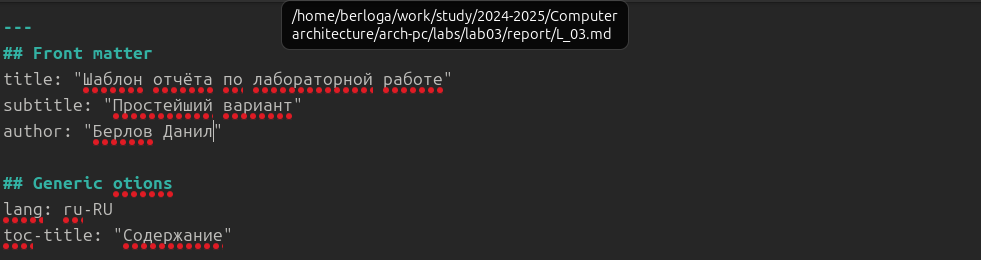 /home/berloga/work/study/2024-2025/Computer
architecture/arch-pc/labs/lab03/report/L_03.md
---
## Front matter
title: "Шаблон отчёта по лабораторной работе"
subtitle: "Простейший вариант"
author: "Берлов Данил"
## Generic otions
lang: ru-RU
toc-title: "Содержание"